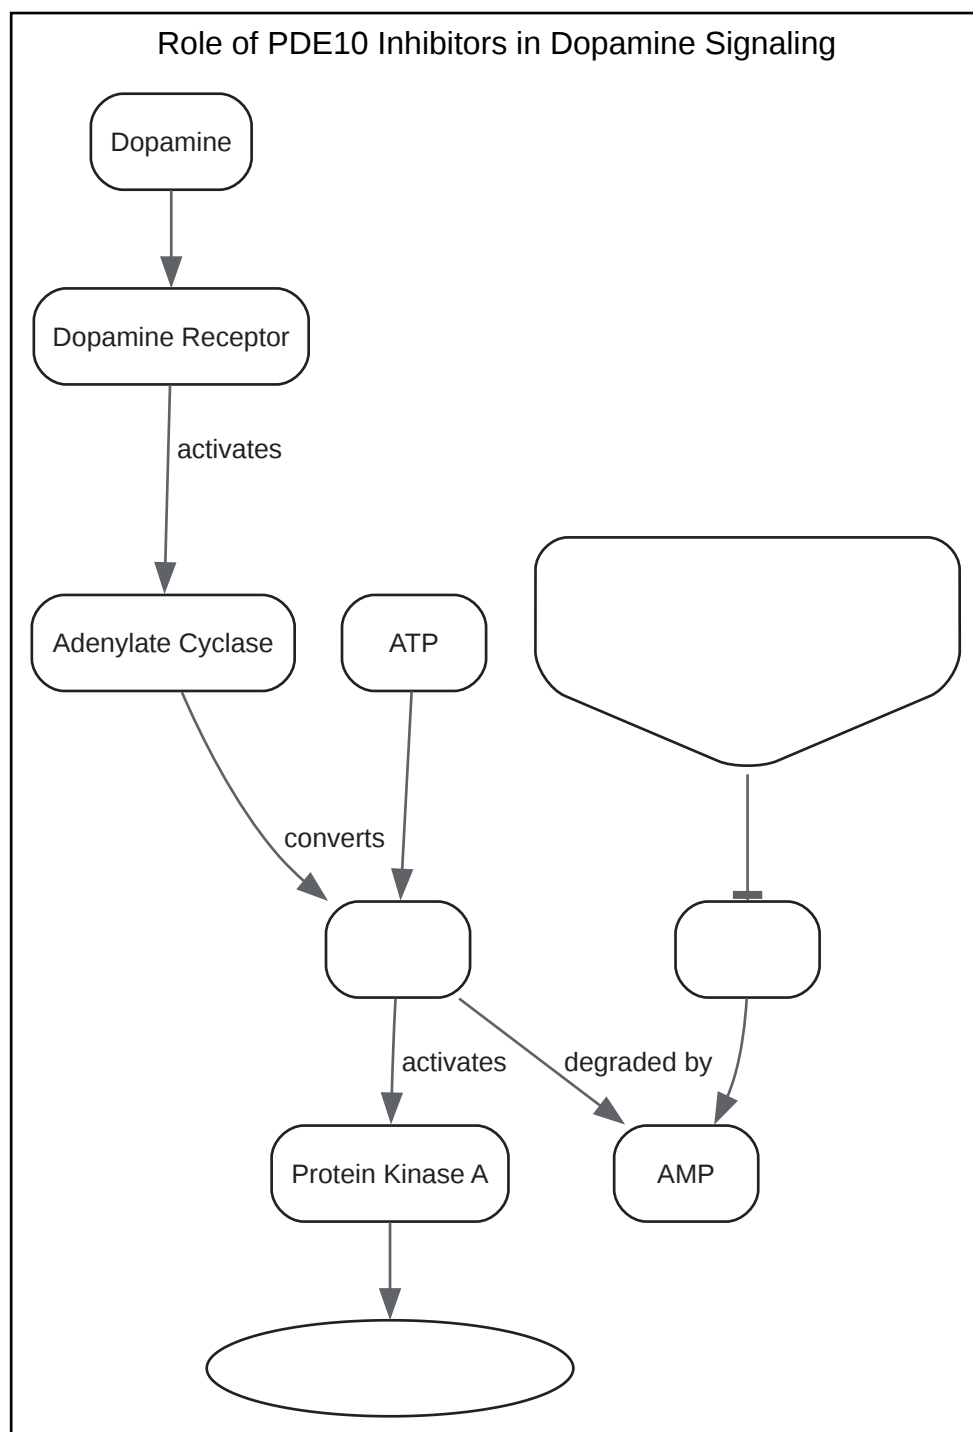 Role of PDE10 Inhibitors in Dopamine Signaling
Dopamine
Dopamine Receptor
activates
Adenylate Cyclase
ATP
converts
activates
degraded by
Protein Kinase A
AMP